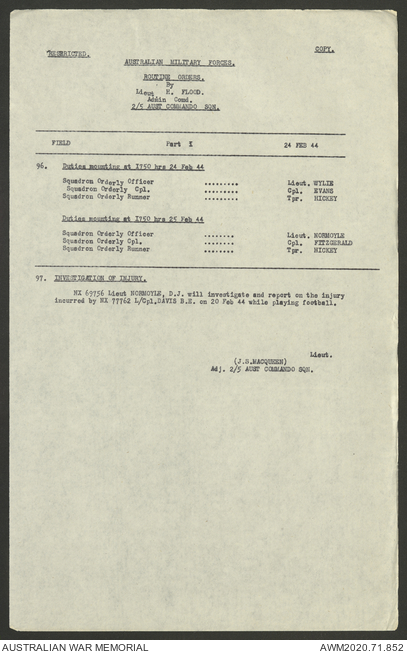 RESTRICTED.
COPY.
AUSTRALIAN MILITARY FORCES.
ROUTINE ORDERS.
By
Lieut R. FLOOD.
Admin Comd.
2/5 AUST COMMANDO SQN.
FIELD Part I 24 FEB 44
96. Duties mounting at 1750 hrs 24 Feb 44
Squadron Orderly Officer ......... Lieut. WYLIE
Squadron Orderly Cpl. ......... Cpl. EVANS
Squadron Orderly Runner ......... Tpr. HICKEY
Duties mounting at 1750 hrs 25 Feb 44
Squadron Orderly Officer ........ Lieut. NORMOYLE
Squadron Orderly Cpl. ........ Cpl. FITZGERALD
Squadron Orderly Runner ........ Tpr. HICKEY
97. INVESTIGATION OF INJURY.
NX 69756 Lieut NORMOYLE, D.J. will investigate and report on the injury
incurred by NX 77762 L/Cpl.DAVIS B.E. on 20 Feb 44 while playing football.
Lieut.
(J.S.MACQUEEN)
Adj. 2/5 AUST COMMANDO SQN.
AUSTRALIAN WAR MEMORIAL AWM2020.71.852